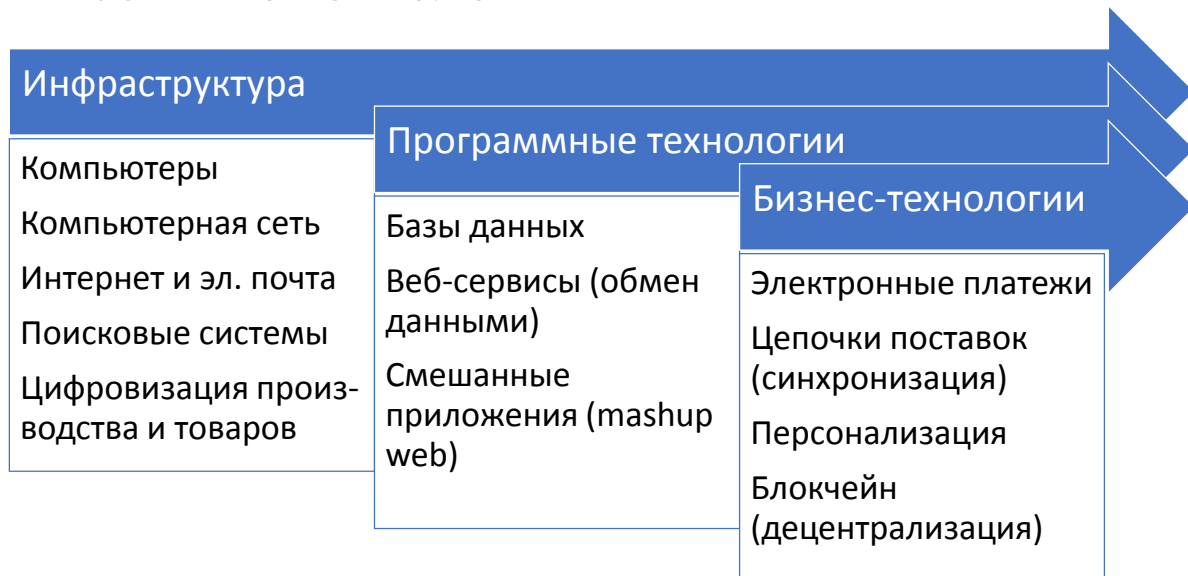 Инфраструктура
Компьютеры
Компьютерная сеть
Интернет и эл. почта
Поисковые системы
Цифровизация произ-
водства и товаров
Программные технологии
Базы данных
Веб-сервисы (обмен
данными)
Смешанные
приложения (mashup
web)
Бизнес-технологии
Электронные платежи
Цепочки поставок
(синхронизация)
Персонализация
Блокчейн
(децентрализация)